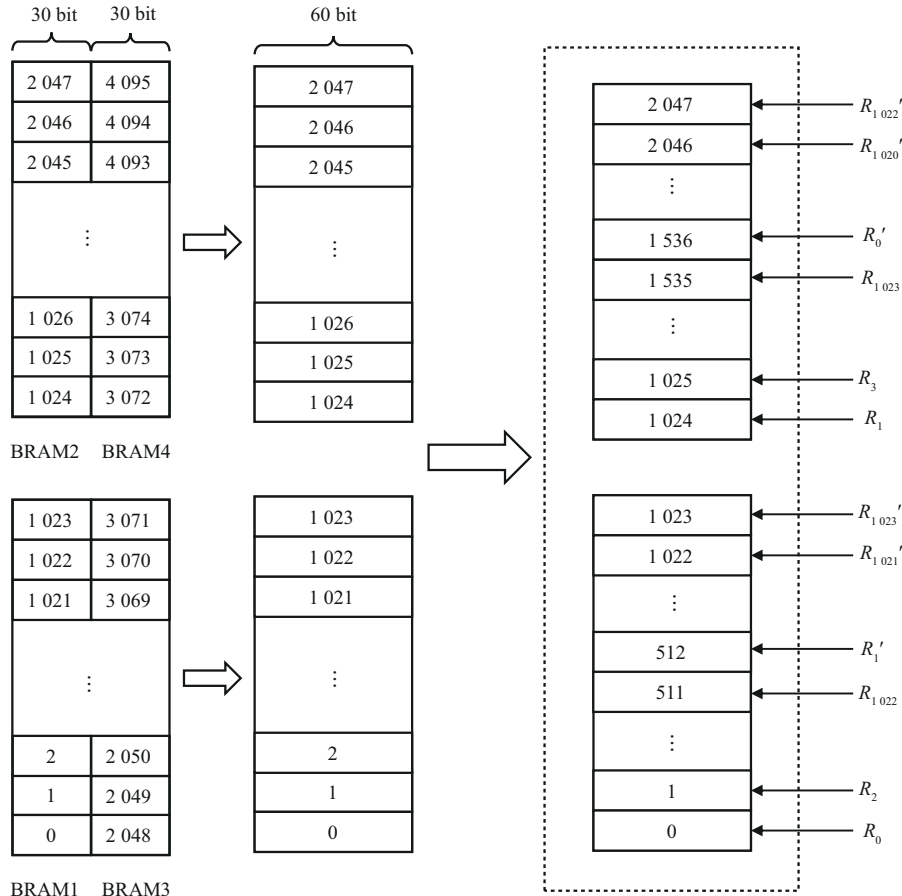 30 bit 30 bit
2 047 4 095
2 046 4 094
2 045 4 093
⋮
1 026 3 074
1 025 3 073
1 024 3 072
BRAM2 BRAM4
1 023 3 071
1 022 3 070
1 021 3 069
⋮
2 2 050
1 2 049
0 2 048
BRAM1 BRAM3
60 bit
2 047
2 046
2 045
⋮
1 026
1 025
1 024
1 023
1 022
1 021
⋮
2
1
0
2 047 R₁ ₀₂₂′
2 046 R₁ ₀₂₀′
⋮
1 536 R₀′
1 535 R₁ ₀₂₃
⋮
1 025 R₃
1 024 R₁
1 023 R₁ ₀₂₃′
1 022 R₁ ₀₂₁′
⋮
512 R₁′
511 R₁ ₀₂₂
⋮
1 R₂
0 R₀